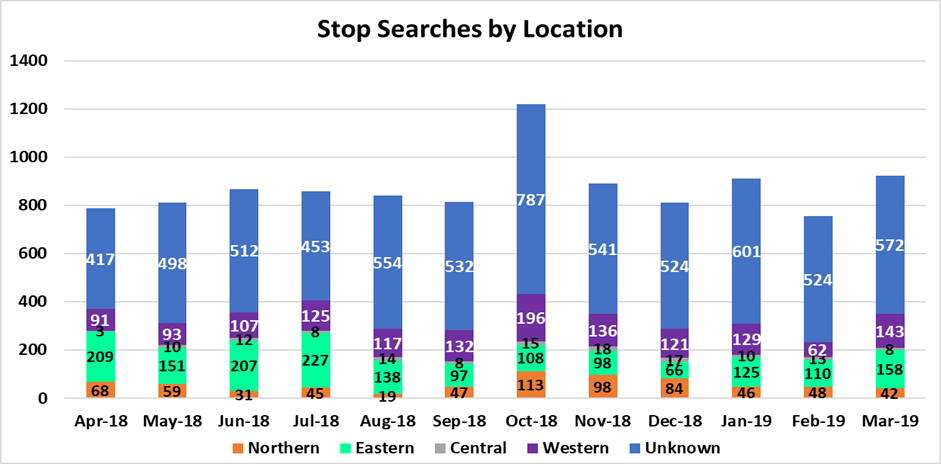 Stop Searches by Location
1400
1200
1000
800
600
400
200
0
417 498 512 453 554 532 787 541 524 601 524 572
91 93 107 125 117 132 196 136 121 129 62 143
3 10 12 8 14 8 15 18 17 10 13 8
209 151 207 227 138 97 108 98 66 125 110 158
68 59 31 45 19 47 113 98 84 46 48 42
Apr-18 May-18 Jun-18 Jul-18 Aug-18 Sep-18 Oct-18 Nov-18 Dec-18 Jan-19 Feb-19 Mar-19
Northern Eastern Central Western Unknown